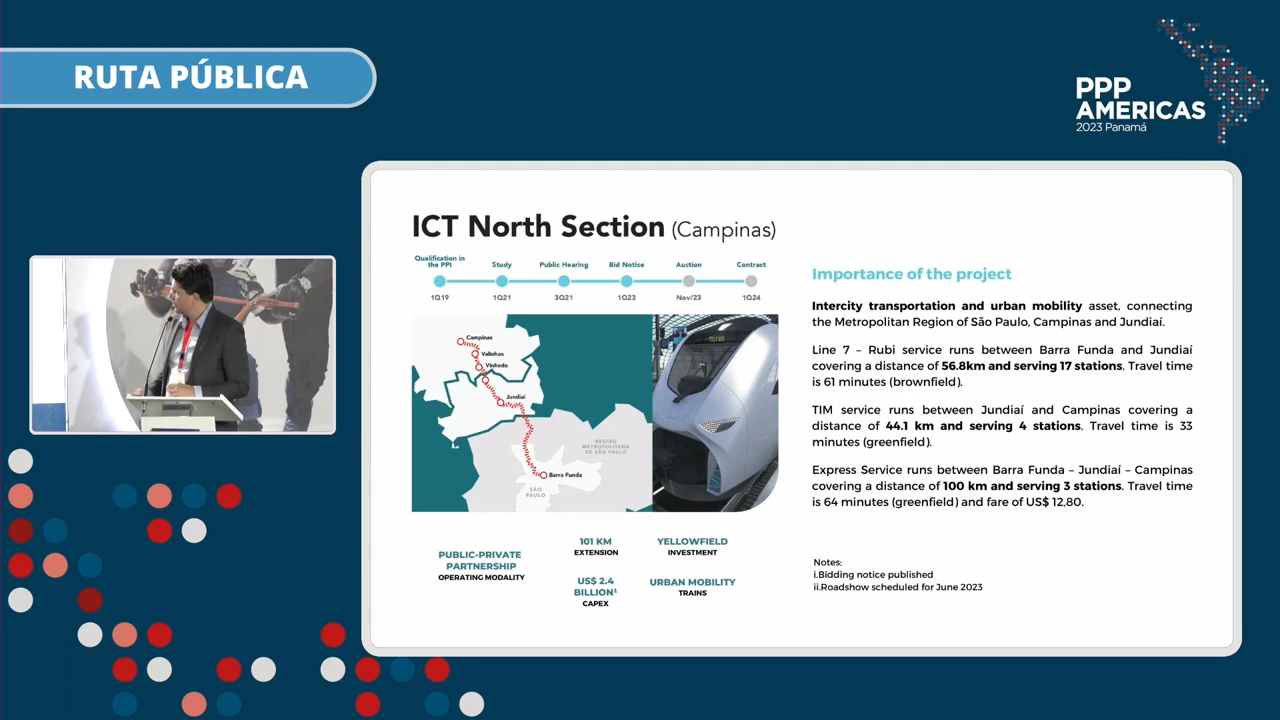 RUTA PÚBLICA
PPP
AMERICAS
2023 Panamá
ICT North Section (Campinas)
Qualification in
the PPI
Study
Public Hearing
Bid Notice
Auction
Contract
1Q19
1Q21
3Q21
1Q23
Nov/23
1Q24
Campinas
Valinhos
Vinhedo
Jundiaí
REGIÃO
METROPOLITANA
DE SÃO PAULO
Barra Funda
SÃO
PAULO
PUBLIC-PRIVATE
PARTNERSHIP
OPERATING MODALITY
101 KM
EXTENSION
US$ 2.4
BILLION¹
CAPEX
YELLOWFIELD
INVESTMENT
URBAN MOBILITY
TRAINS
Importance of the project
Intercity transportation and urban mobility asset, connecting
the Metropolitan Region of São Paulo, Campinas and Jundiaí.
Line 7 – Rubi service runs between Barra Funda and Jundiaí
covering a distance of 56.8km and serving 17 stations. Travel time
is 61 minutes (brownfield).
TIM service runs between Jundiaí and Campinas covering a
distance of 44.1 km and serving 4 stations. Travel time is 33
minutes (greenfield).
Express Service runs between Barra Funda – Jundiaí – Campinas
covering a distance of 100 km and serving 3 stations. Travel time
is 64 minutes (greenfield) and fare of US$ 12,80.
Notes:
i.Bidding notice published
ii.Roadshow scheduled for June 2023